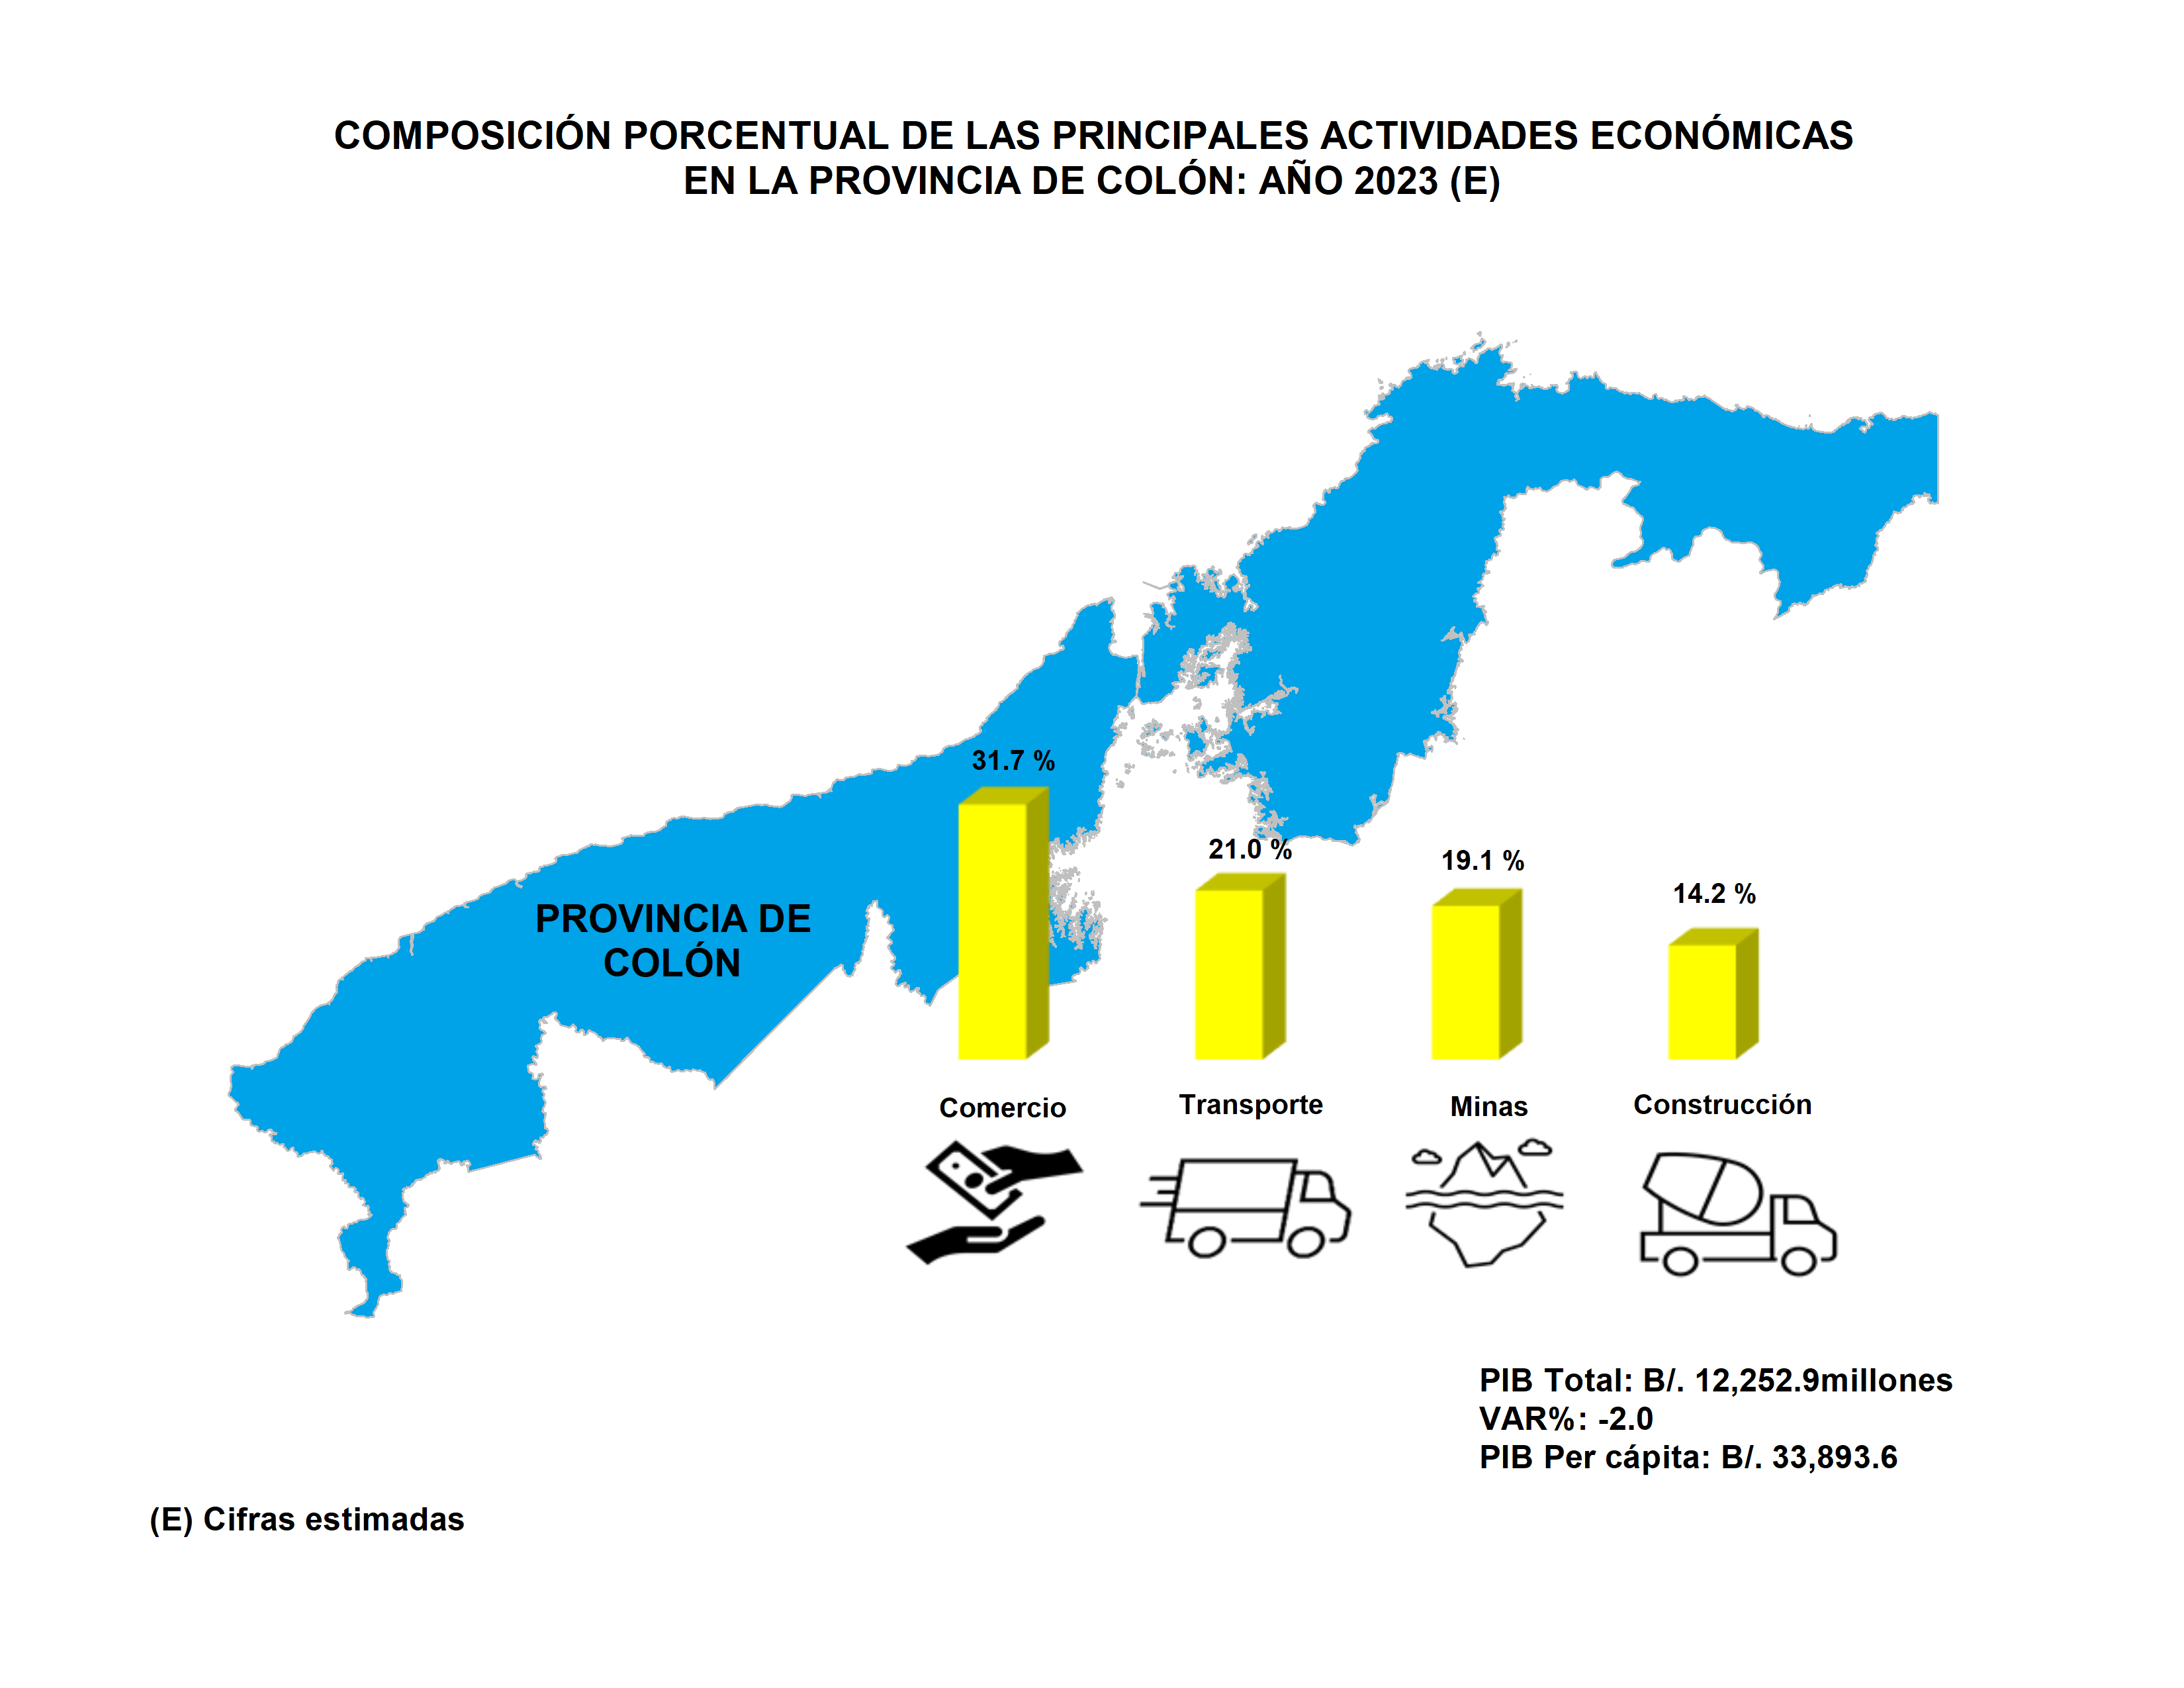 COMPOSICIÓN PORCENTUAL DE LAS PRINCIPALES ACTIVIDADES ECONÓMICAS
EN LA PROVINCIA DE COLÓN: AÑO 2023 (E)
31.7 %
21.0 %
19.1 %
14.2 %
PROVINCIA DE
COLÓN
Comercio
Transporte
Minas
Construcción
PIB Total: B/. 12,252.9millones
VAR%: -2.0
PIB Per cápita: B/. 33,893.6
(E) Cifras estimadas